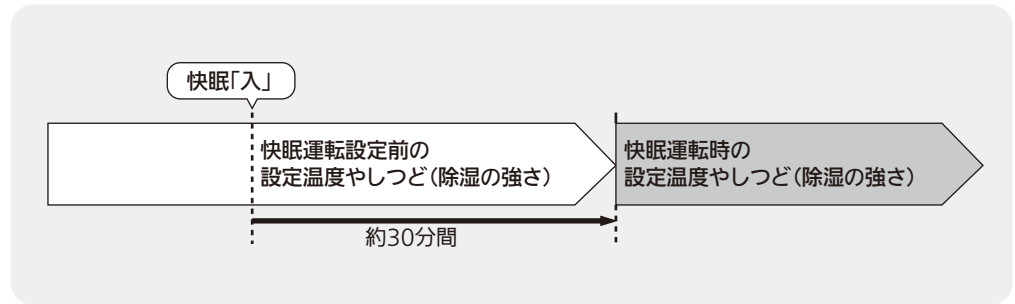 快眠「入」
快眠運転設定前の
設定温度やしつど（除湿の強さ）
快眠運転時の
設定温度やしつど（除湿の強さ）
約30分間